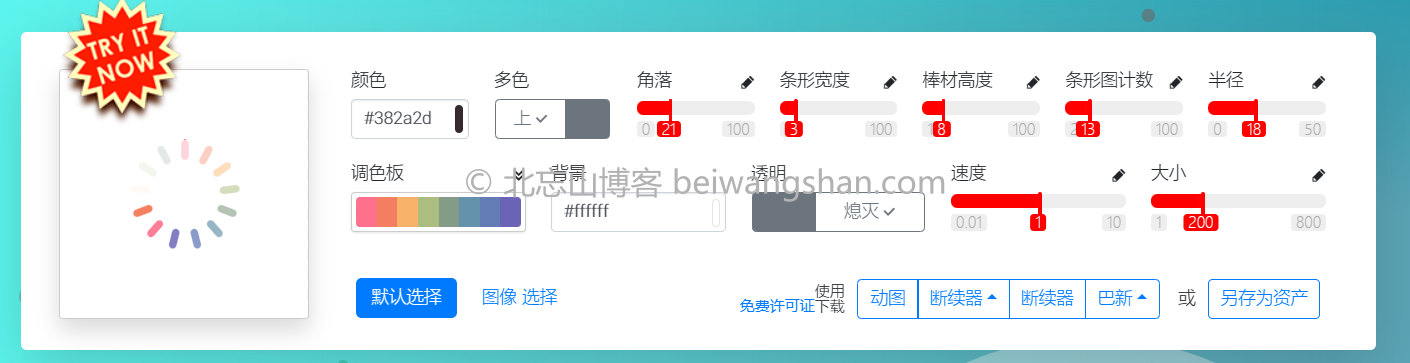 TRY IT
NOW
颜色
多色
角落
条形宽度
棒材高度
条形图计数
半径
#382a2d
上
0 21 100
3 100
8 100
13 100
0 18 50
调色板
背景
透明
速度
大小
© 北忘山博客 beiwangshan.com
#ffffff
熄灭
0.01 1 10
1 200 800
默认选择
图像 选择
使用
免费许可证下载
动图
断续器
断续器
巴新
或
另存为资产